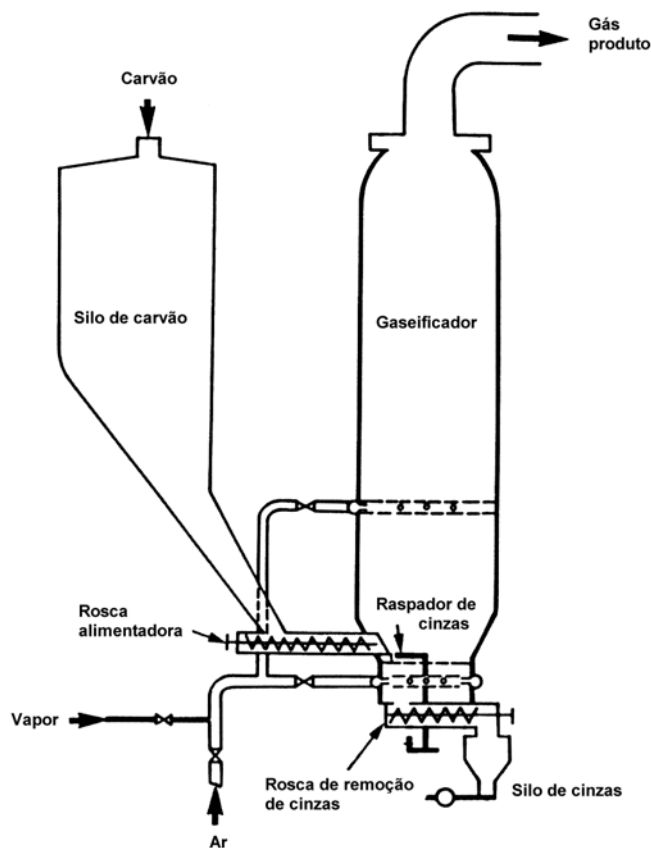 Gás
produto
Carvão
Silo de carvão
Gaseificador
Raspador de
cinzas
Rosca
alimentadora
Vapor
Rosca de remoção
de cinzas
Silo de cinzas
Ar